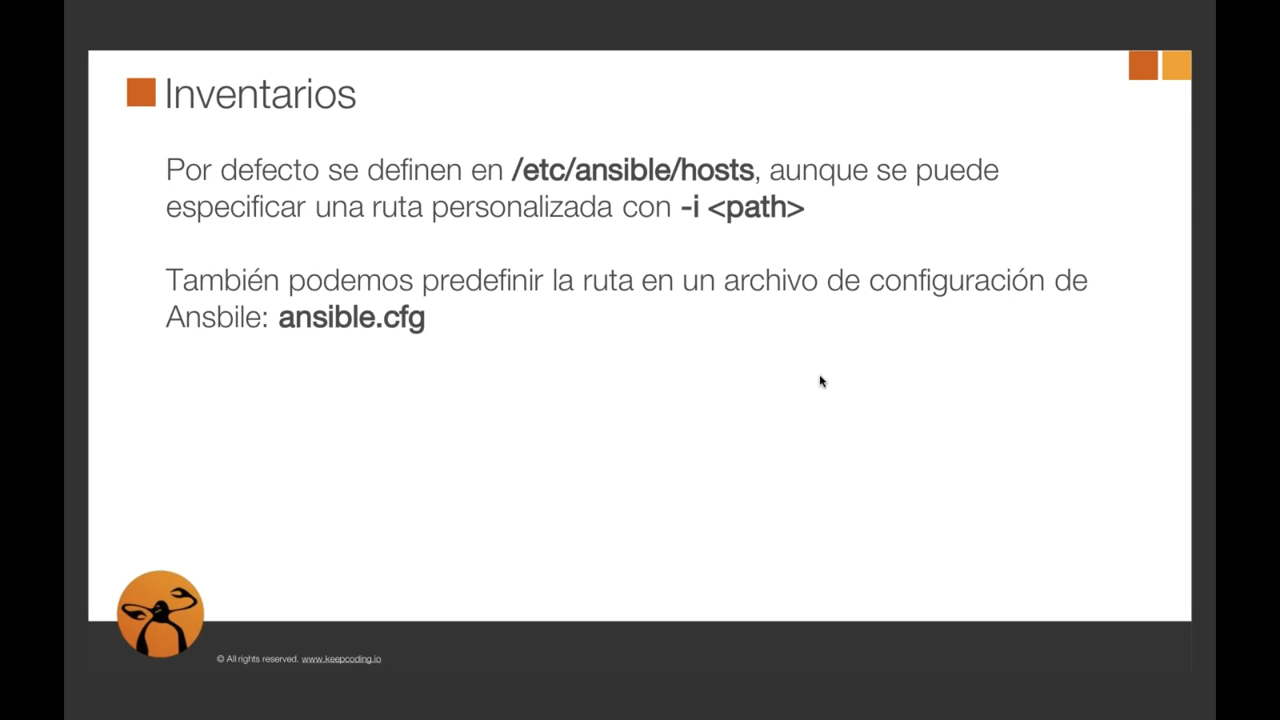 Inventarios
Por defecto se definen en /etc/ansible/hosts, aunque se puede
especificar una ruta personalizada con -i <path>
También podemos predefinir la ruta en un archivo de configuración de
Ansbile: ansible.cfg
© All rights reserved. www.keepcoding.io